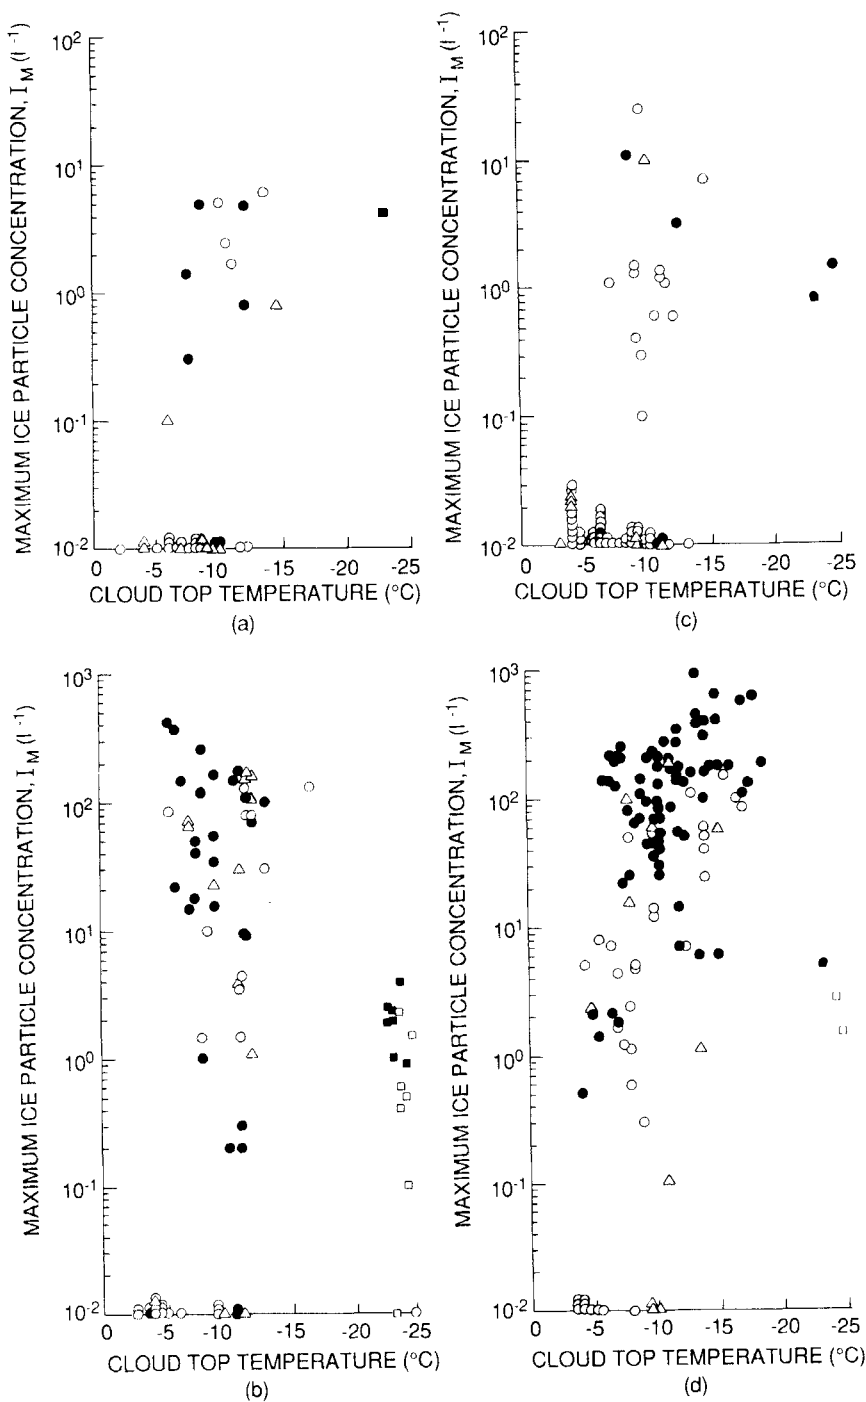 MAXIMUM ICE PARTICLE CONCENTRATION, I_M (l⁻¹)
10²
10¹
10⁰
10⁻¹
10⁻²
0 -5 -10 -15 -20 -25
CLOUD TOP TEMPERATURE (°C)
(a)
MAXIMUM ICE PARTICLE CONCENTRATION, I_M (l⁻¹)
10²
10¹
10⁰
10⁻¹
10⁻²
0 -5 -10 -15 -20 -25
CLOUD TOP TEMPERATURE (°C)
(c)
MAXIMUM ICE PARTICLE CONCENTRATION, I_M (l⁻¹)
10³
10²
10¹
10⁰
10⁻¹
10⁻²
0 -5 -10 -15 -20 -25
CLOUD TOP TEMPERATURE (°C)
(b)
MAXIMUM ICE PARTICLE CONCENTRATION, I_M (l⁻¹)
10³
10²
10¹
10⁰
10⁻¹
10⁻²
0 -5 -10 -15 -20 -25
CLOUD TOP TEMPERATURE (°C)
(d)